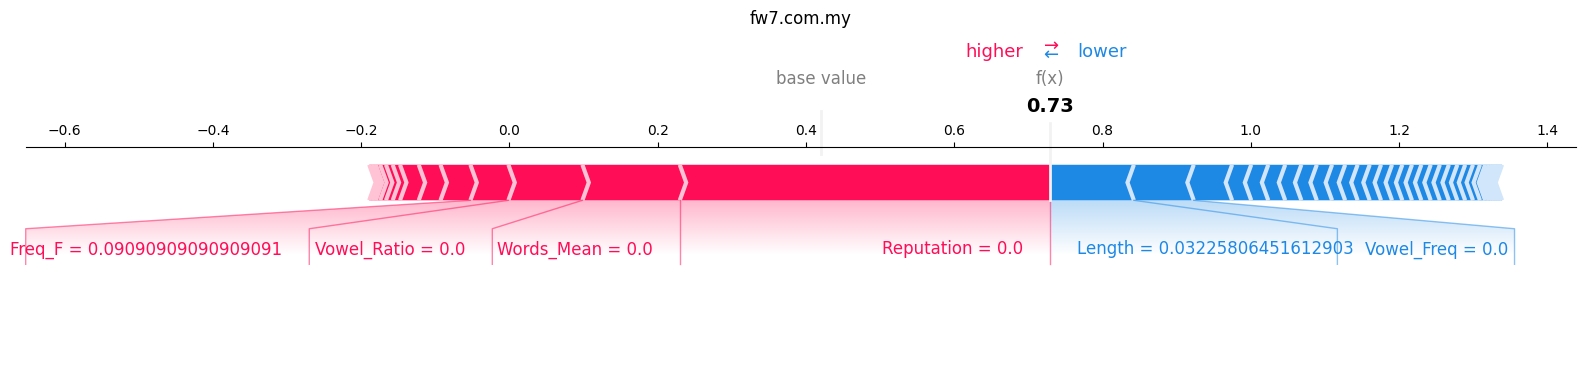 fw7.com.my
higher ⇄ lower
base value f(x)
0.73
−0.6 −0.4 −0.2 0.0 0.2 0.4 0.6 0.8 1.0 1.2 1.4
Freq_F = 0.09090909090909091 Vowel_Ratio = 0.0 Words_Mean = 0.0 Reputation = 0.0 Length = 0.03225806451612903 Vowel_Freq = 0.0